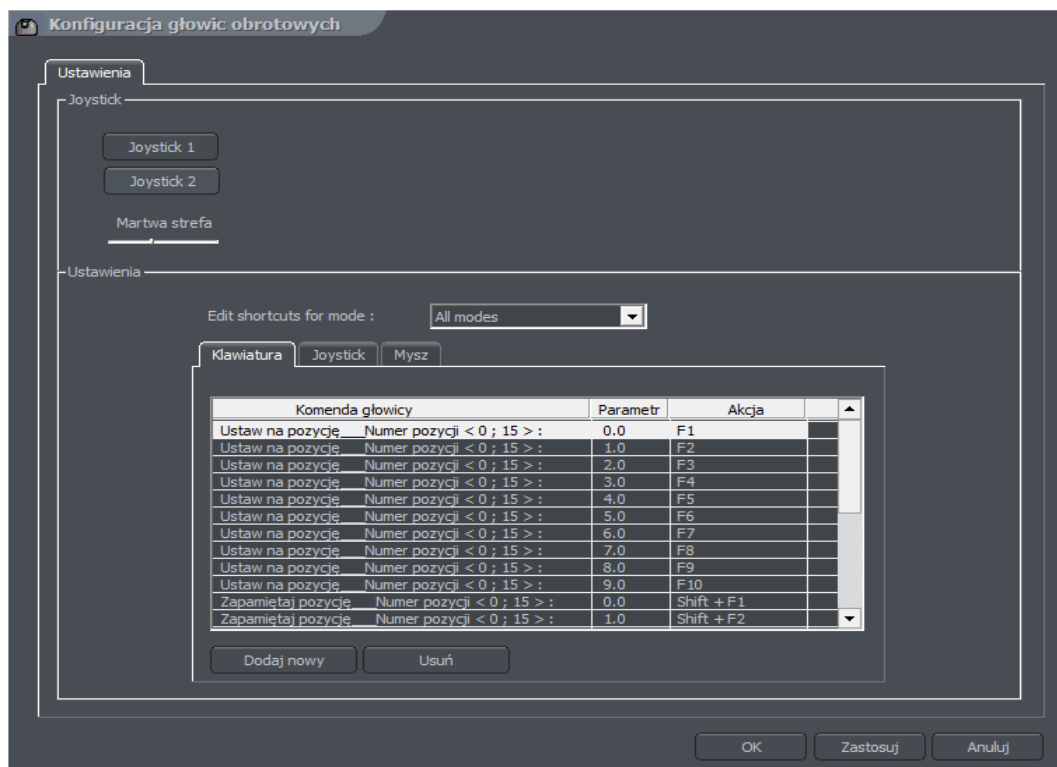 Konfiguracja głowic obrotowych
Ustawienia
Joystick
Joystick 1
Joystick 2
Martwa strefa
Ustawienia
Edit shortcuts for mode : All modes
Klawiatura Joystick Mysz
Komenda głowicy Parametr Akcja
Ustaw na pozycję___Numer pozycji < 0 ; 15 > : 0.0 F1
Ustaw na pozycję___Numer pozycji < 0 ; 15 > : 1.0 F2
Ustaw na pozycję___Numer pozycji < 0 ; 15 > : 2.0 F3
Ustaw na pozycję___Numer pozycji < 0 ; 15 > : 3.0 F4
Ustaw na pozycję___Numer pozycji < 0 ; 15 > : 4.0 F5
Ustaw na pozycję___Numer pozycji < 0 ; 15 > : 5.0 F6
Ustaw na pozycję___Numer pozycji < 0 ; 15 > : 6.0 F7
Ustaw na pozycję___Numer pozycji < 0 ; 15 > : 7.0 F8
Ustaw na pozycję___Numer pozycji < 0 ; 15 > : 8.0 F9
Ustaw na pozycję___Numer pozycji < 0 ; 15 > : 9.0 F10
Zapamiętaj pozycję___Numer pozycji < 0 ; 15 > : 0.0 Shift + F1
Zapamiętaj pozycję___Numer pozycji < 0 ; 15 > : 1.0 Shift + F2
Dodaj nowy Usuń
OK Zastosuj Anuluj